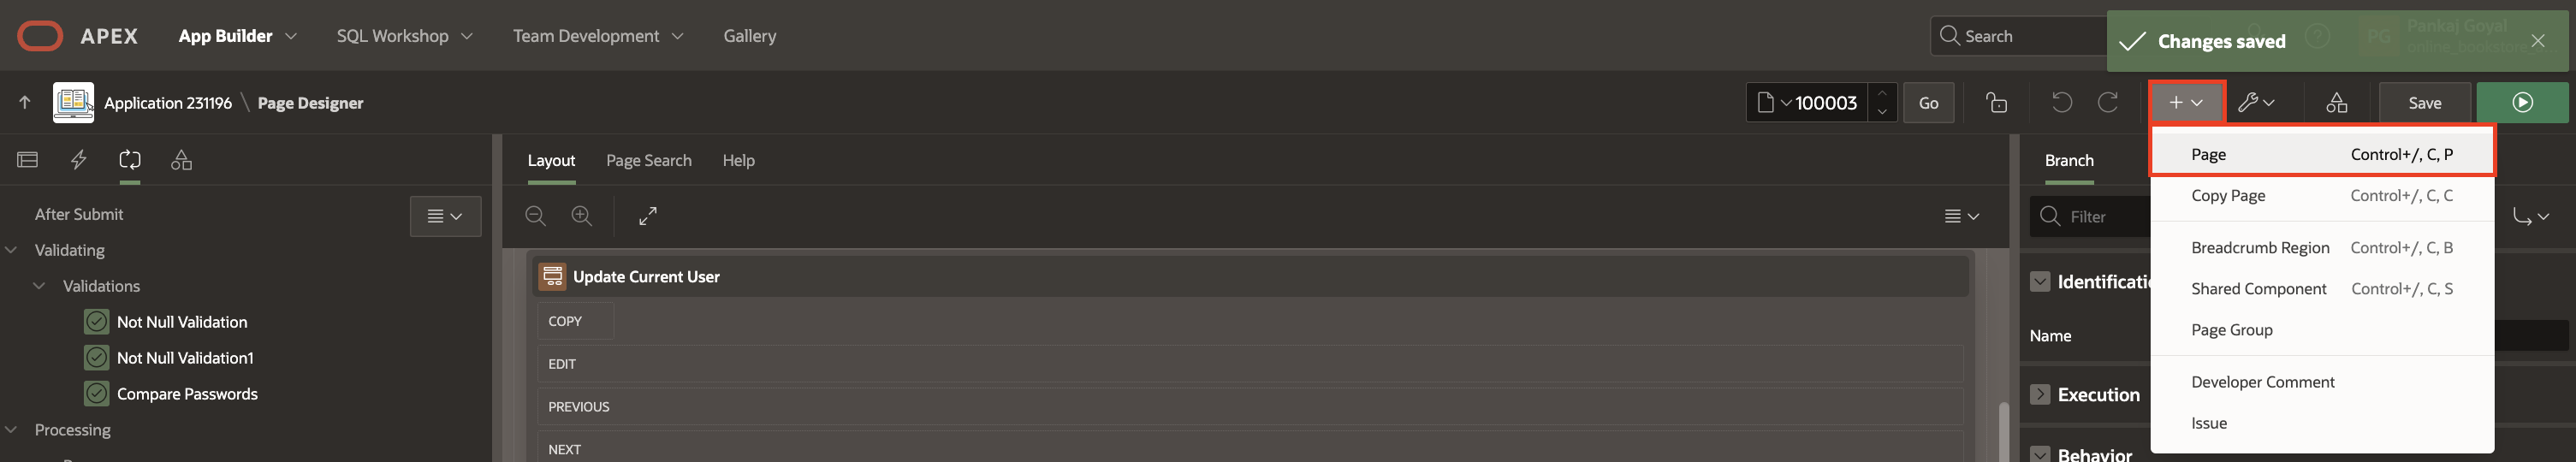 APEX App Builder SQL Workshop Team Development Gallery Search Changes saved PG Pankaj Goyal
online_bookstore
Application 231196 \ Page Designer 100003 Go Save
Layout Page Search Help Branch
Page Control+/, C, P
Copy Page Control+/, C, C
Breadcrumb Region Control+/, C, B
Shared Component Control+/, C, S
Page Group
Developer Comment
Issue
After Submit
Validating
Validations
Not Null Validation
Not Null Validation1
Compare Passwords
Processing
Update Current User
COPY
EDIT
PREVIOUS
NEXT
Filter
Name
Execution
Behavior